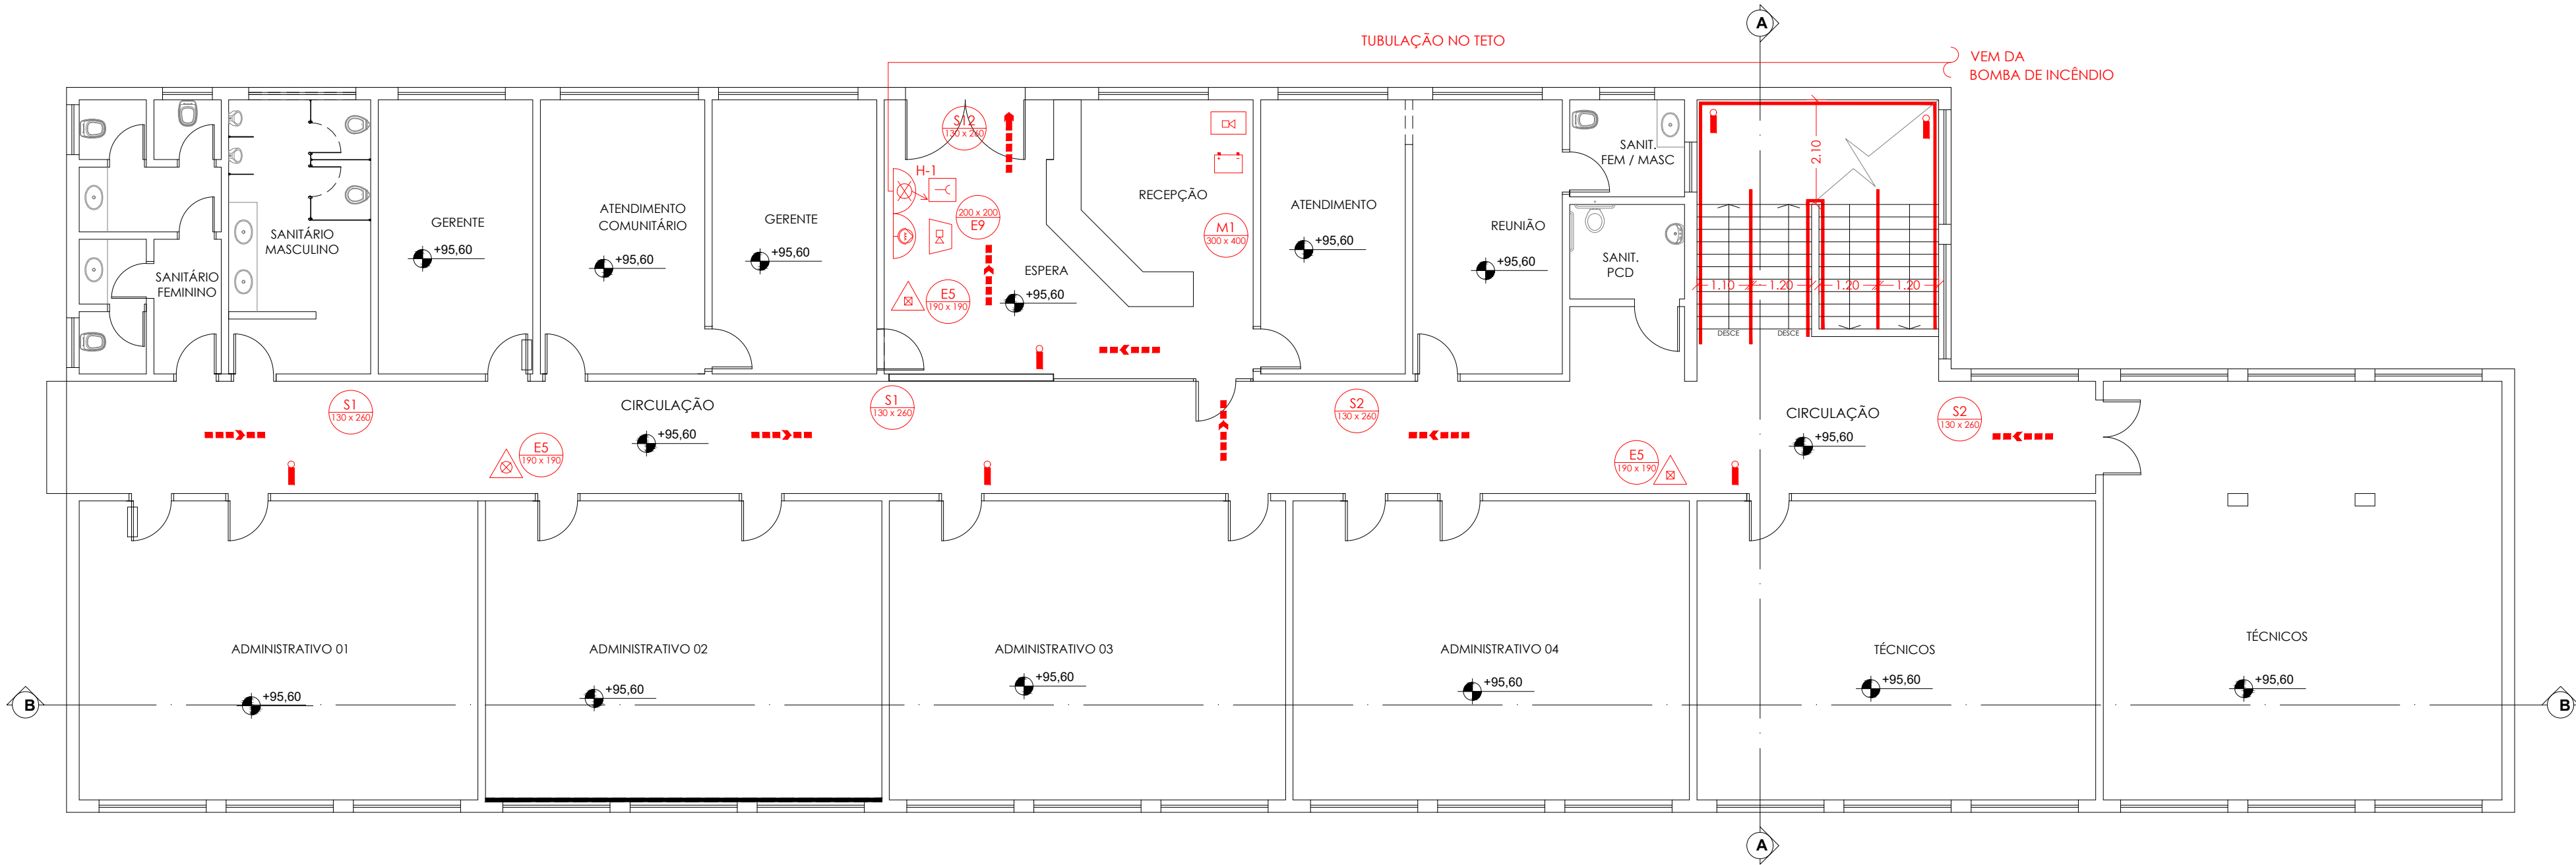 A
TUBULAÇÃO NO TETO
VEM DA
BOMBA DE INCÊNDIO
S12
130 x 260
H-1
200 x 200
E9
SANITÁRIO
FEMININO
SANITÁRIO
MASCULINO
GERENTE
+95,60
ATENDIMENTO
COMUNITÁRIO
+95,60
GERENTE
+95,60
E5
190 x 190
ESPERA
+95,60
RECEPÇÃO
M1
300 x 400
ATENDIMENTO
+95,60
REUNIÃO
+95,60
SANIT.
FEM / MASC
SANIT.
PCD
2.10
1.10
1.20
1.20
1.20
DESCE
DESCE
S1
130 x 260
CIRCULAÇÃO
+95,60
S1
130 x 260
S2
130 x 260
CIRCULAÇÃO
+95,60
S2
130 x 260
E5
190 x 190
E5
190 x 190
ADMINISTRATIVO 01
+95,60
ADMINISTRATIVO 02
+95,60
ADMINISTRATIVO 03
+95,60
ADMINISTRATIVO 04
+95,60
TÉCNICOS
+95,60
TÉCNICOS
+95,60
B
B
A